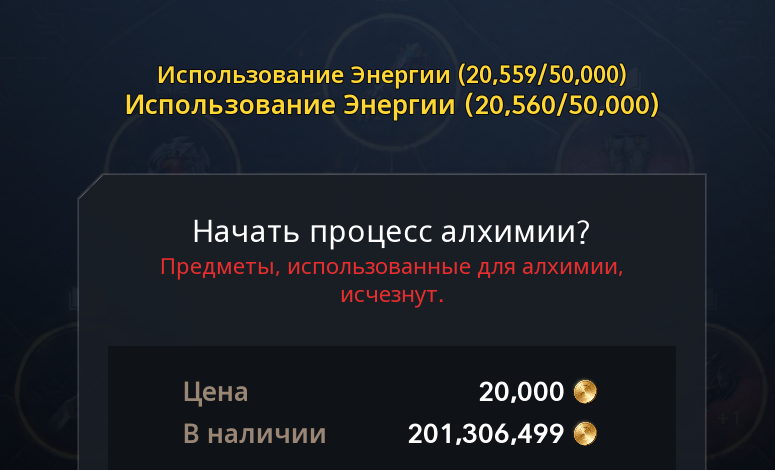 Использование Энергии (20,559/50,000)
Использование Энергии (20,560/50,000)
Начать процесс алхимии?
Предметы, использованные для алхимии,
исчезнут.
Цена 20,000
В наличии 201,306,499
+1